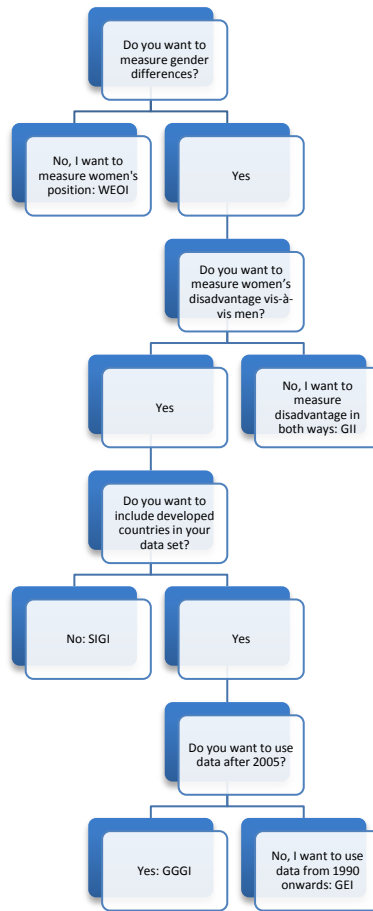 Do you want to
measure gender
differences?
No, I want to
measure women's
position: WEOI
Yes
Do you want to
measure women’s
disadvantage vis-à-
vis men?
Yes
No, I want to
measure
disadvantage in
both ways: GII
Do you want to
include developed
countries in your
data set?
No: SIGI
Yes
Do you want to use
data after 2005?
Yes: GGGI
No, I want to use
data from 1990
onwards: GEI